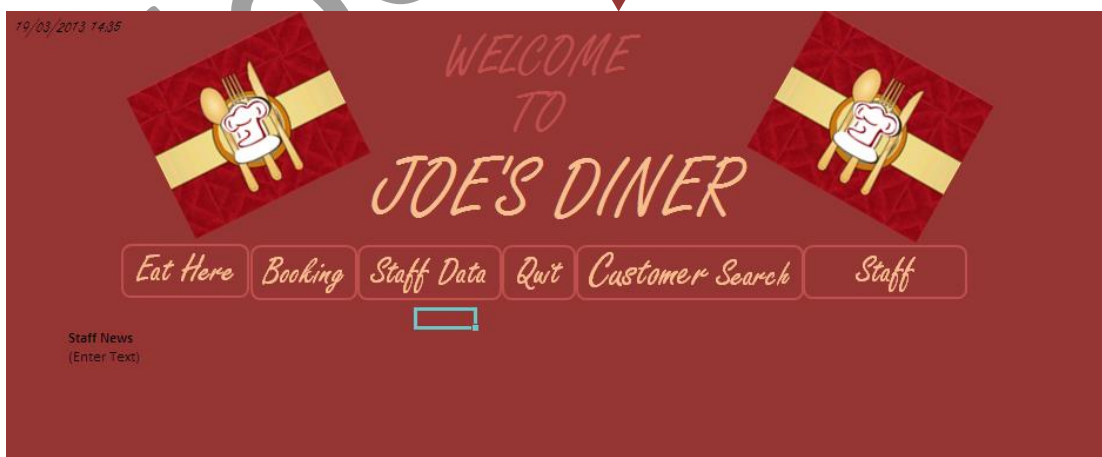 19/03/2013 14:35
WELCOME
TO
JOE'S DINER
Eat Here Booking Staff Data Quit Customer Search Staff
Staff News
(Enter Text)